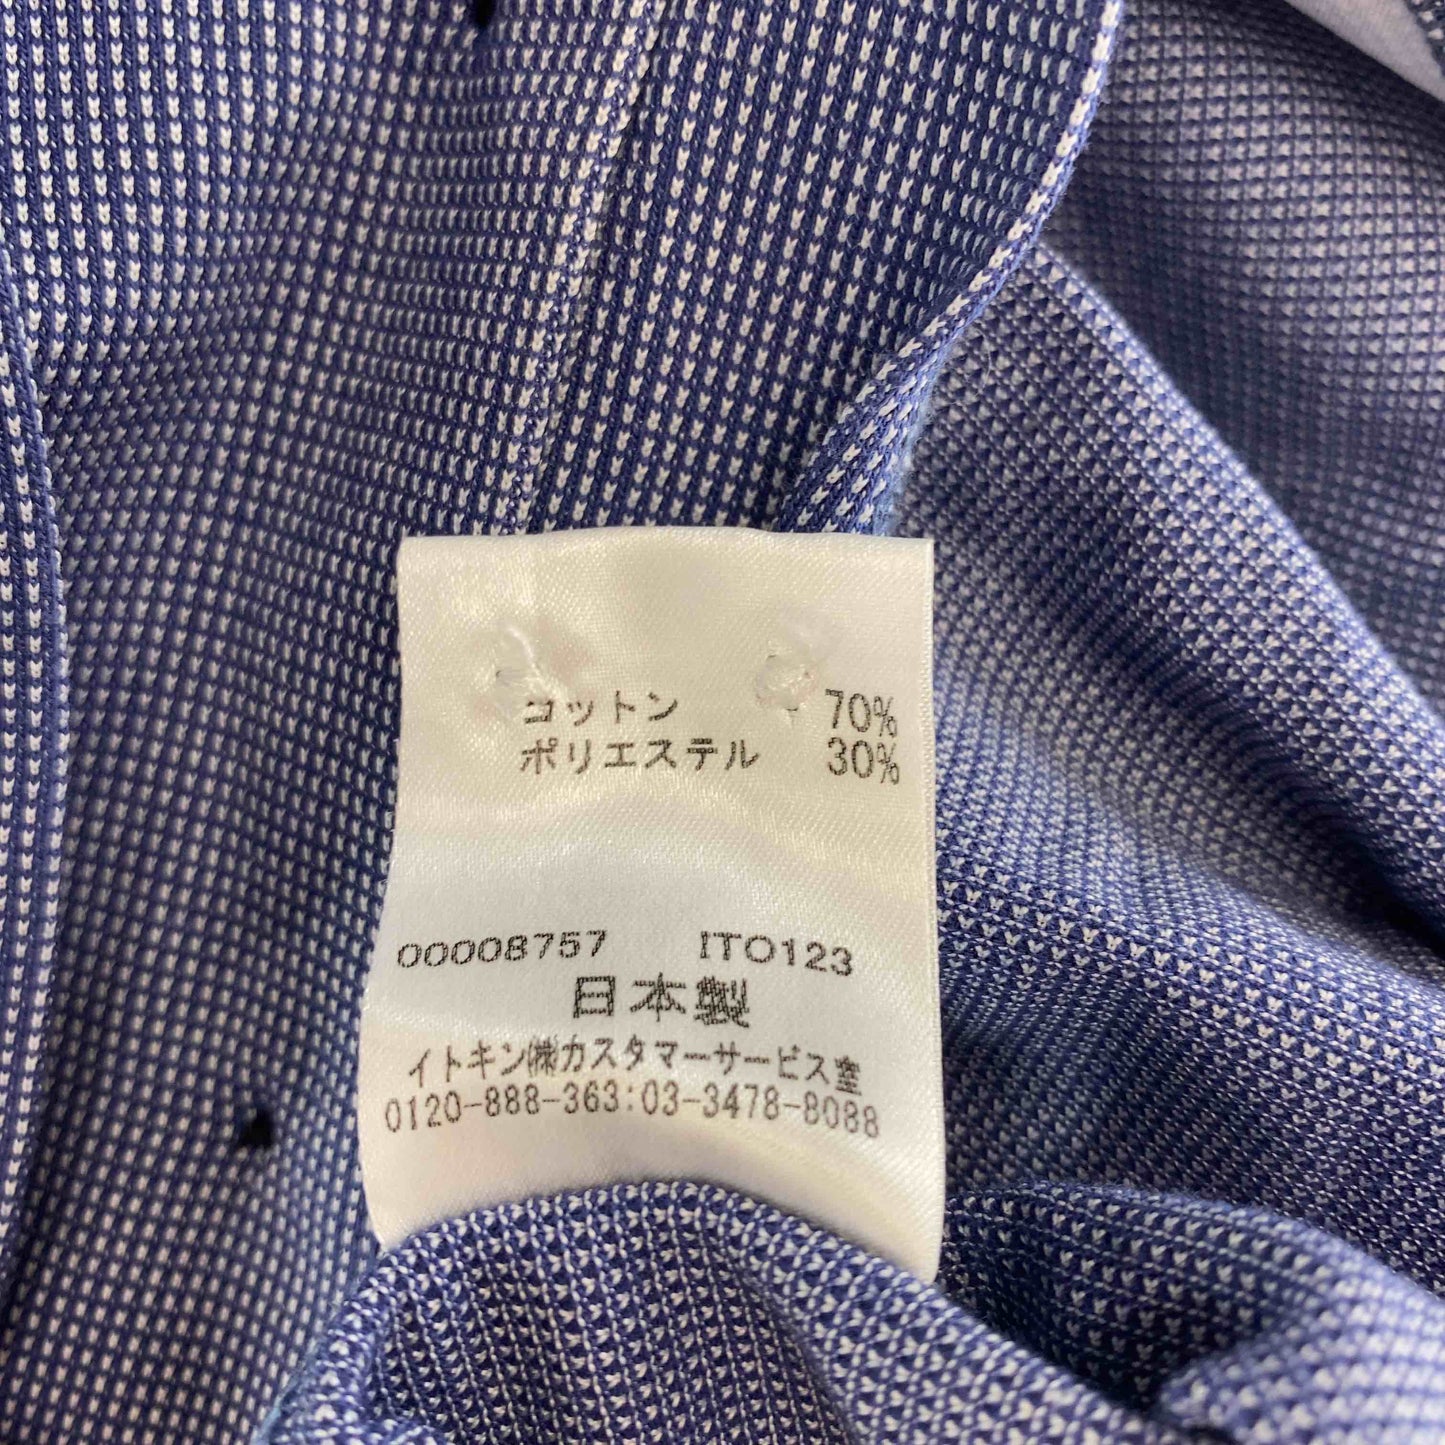 コットン 70%
ポリエステル 30%
00008757 ITO123
日本製
イトキン㈱カスタマーサービス室
0120-888-363:03-3478-8088